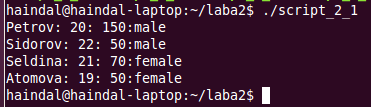 haindal@haindal-laptop:~/laba2$ ./script_2_1
Petrov: 20: 150:male
Sidorov: 22: 50:male
Seldina: 21: 70:female
Atomova: 19: 50:female
haindal@haindal-laptop:~/laba2$